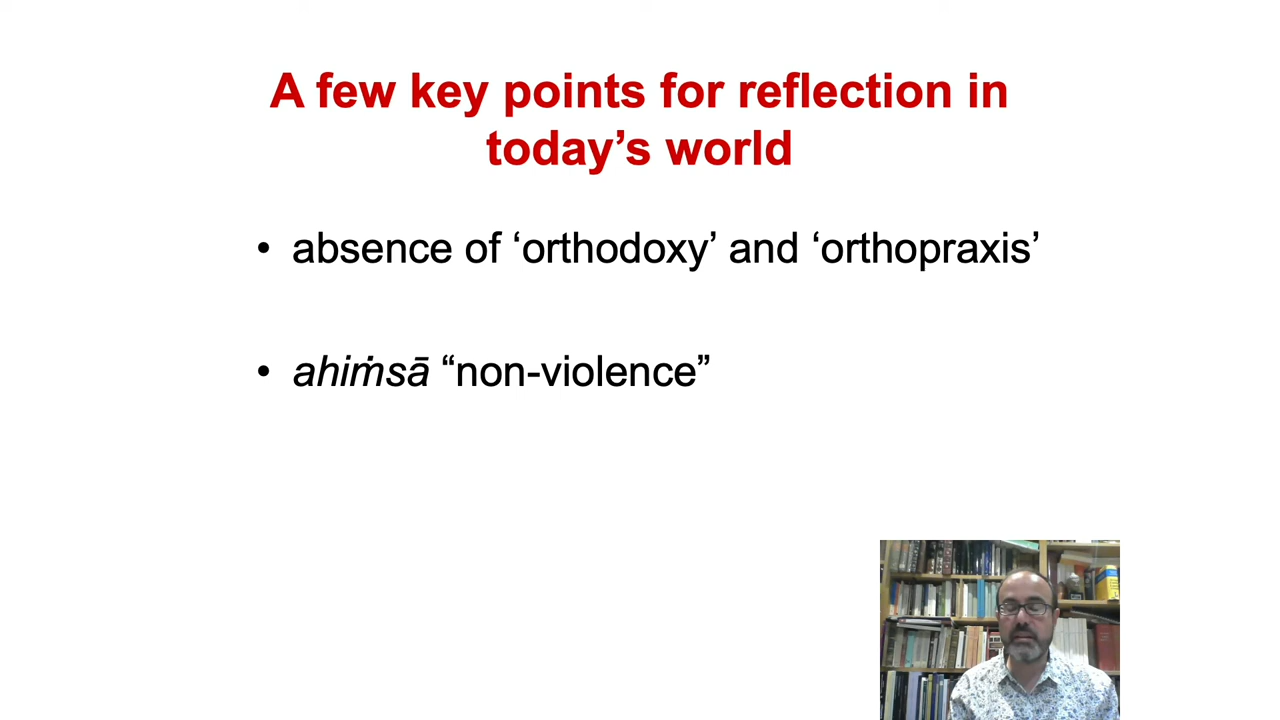 A few key points for reflection in
today’s world
• absence of ‘orthodoxy’ and ‘orthopraxis’
• ahiṁsā “non-violence”